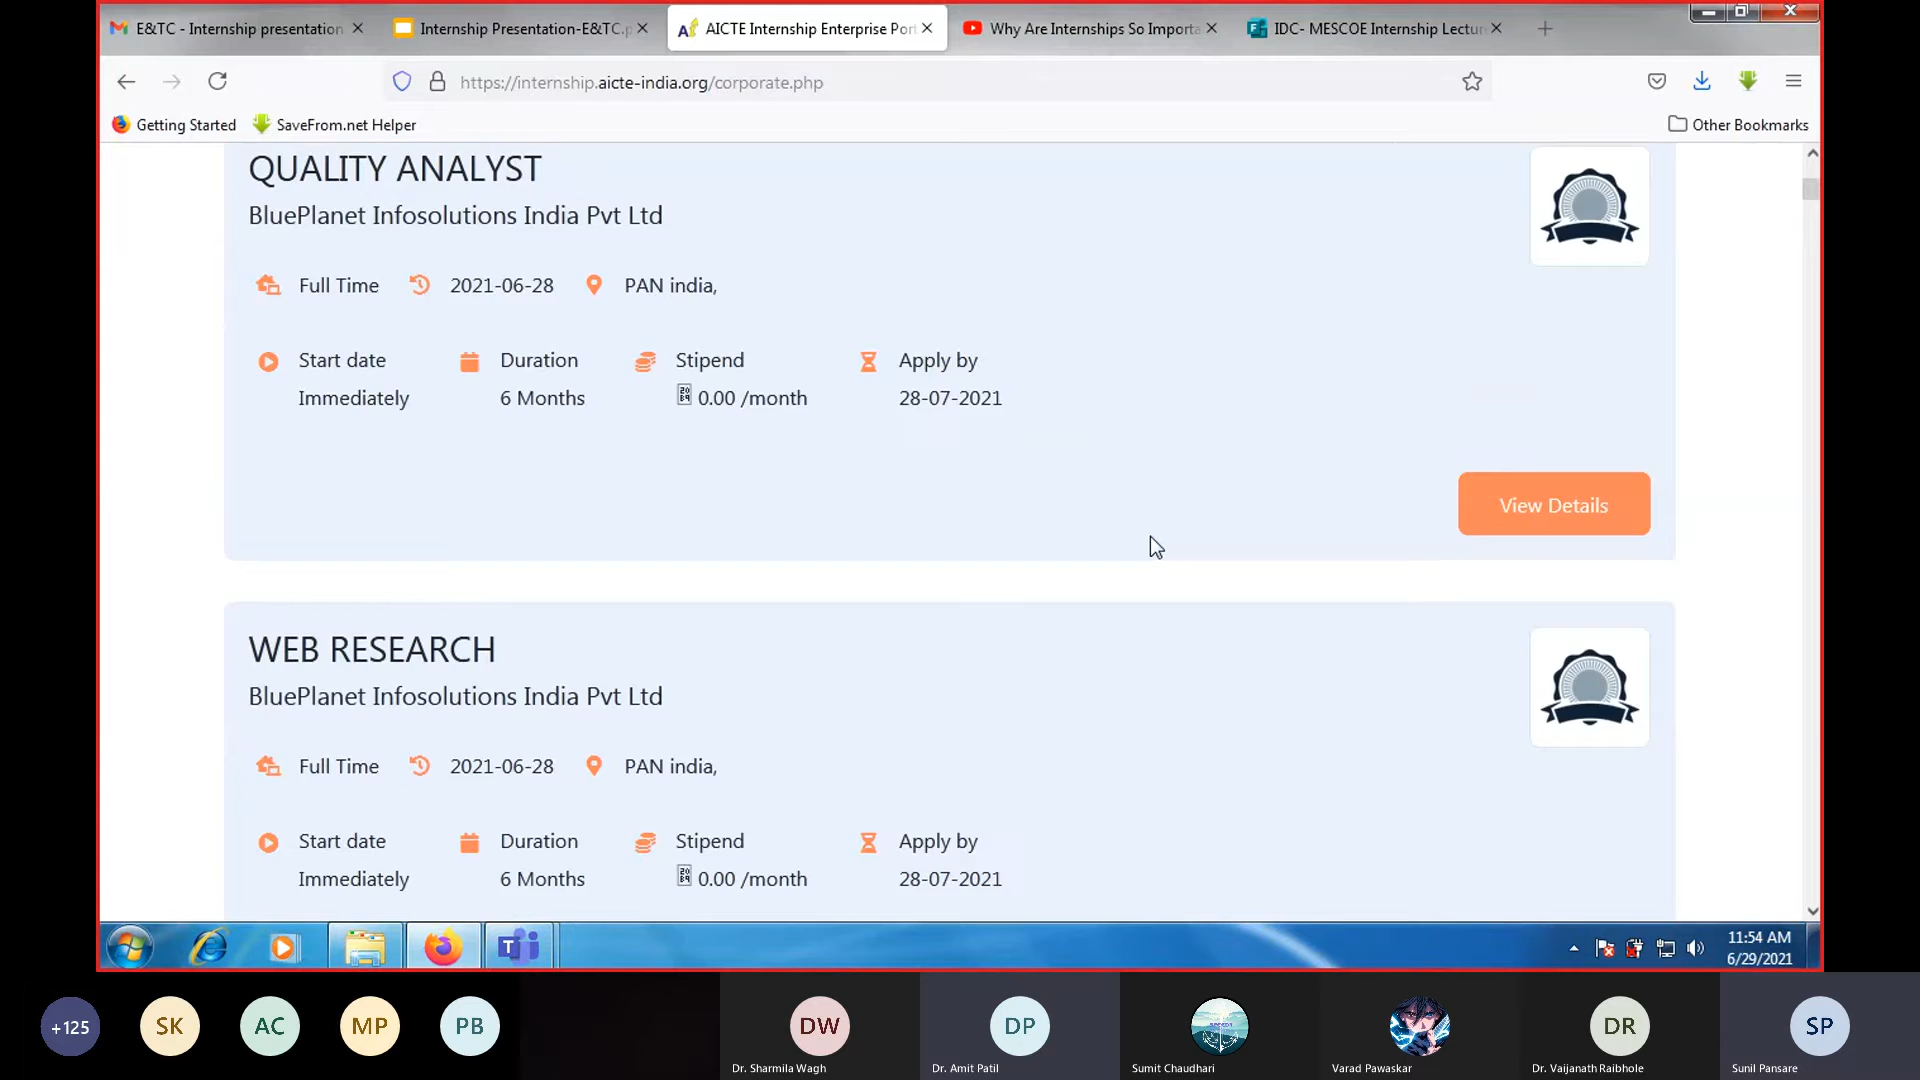 E&TC - Internship presentation
Internship Presentation-E&TC.p
AICTE Internship Enterprise Port
Why Are Internships So Importa
IDC- MESCOE Internship Lecture
https://internship.aicte-india.org/corporate.php
Getting Started
SaveFrom.net Helper
Other Bookmarks
QUALITY ANALYST
BluePlanet Infosolutions India Pvt Ltd
Full Time 2021-06-28 PAN india,
Start date Duration Stipend Apply by
Immediately 6 Months 0.00 /month 28-07-2021
View Details
WEB RESEARCH
BluePlanet Infosolutions India Pvt Ltd
Full Time 2021-06-28 PAN india,
Start date Duration Stipend Apply by
Immediately 6 Months 0.00 /month 28-07-2021
11:54 AM
6/29/2021
+125 SK AC MP PB DW DP DR SP
Dr. Sharmila Wagh Dr. Amit Patil Sumit Chaudhari Varad Pawaskar Dr. Vaijanath Raibhole Sunil Pansare